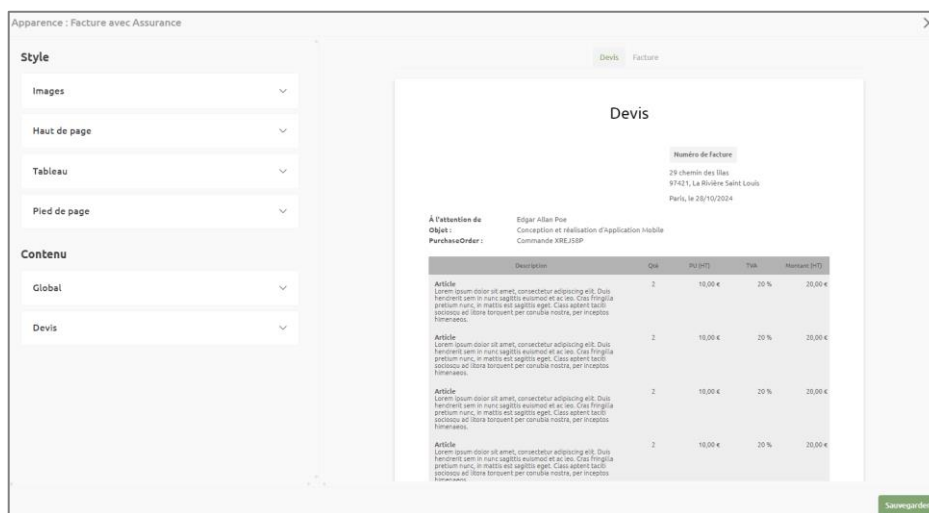 Apparence : Facture avec Assurance
Style
Images
Haut de page
Tableau
Pied de page
Contenu
Global
Devis
Devis Facture
Devis
Numéro de Facture
29 chemin des lilas
97421, La Rivière Saint Louis
Paris, le 28/10/2024
À l'attention de Edgar Allan Poe
Objet : Conception et réalisation d'Application Mobile
PurchaseOrder : Commande XREJ58P
Description Qté PU (HT) TVA Montant (HT)
Article 2 10,00 € 20 % 20,00 €
Lorem ipsum dolor sit amet, consectetur adipiscing elit. Duis
hendrerit sem in nunc sagittis euismod et ac leo. Cras fringilla
pretium nunc, in mattis est sagittis eget. Class aptent taciti
sociosqu ad litora torquent per conubia nostra, per inceptos
himenaeos.
Article 2 10,00 € 20 % 20,00 €
Lorem ipsum dolor sit amet, consectetur adipiscing elit. Duis
hendrerit sem in nunc sagittis euismod et ac leo. Cras fringilla
pretium nunc, in mattis est sagittis eget. Class aptent taciti
sociosqu ad litora torquent per conubia nostra, per inceptos
himenaeos.
Article 2 10,00 € 20 % 20,00 €
Lorem ipsum dolor sit amet, consectetur adipiscing elit. Duis
hendrerit sem in nunc sagittis euismod et ac leo. Cras fringilla
pretium nunc, in mattis est sagittis eget. Class aptent taciti
sociosqu ad litora torquent per conubia nostra, per inceptos
himenaeos.
Article 2 10,00 € 20 % 20,00 €
Lorem ipsum dolor sit amet, consectetur adipiscing elit. Duis
hendrerit sem in nunc sagittis euismod et ac leo. Cras fringilla
pretium nunc, in mattis est sagittis eget. Class aptent taciti
sociosqu ad litora torquent per conubia nostra, per inceptos
himenaeos.
Sauvegarder